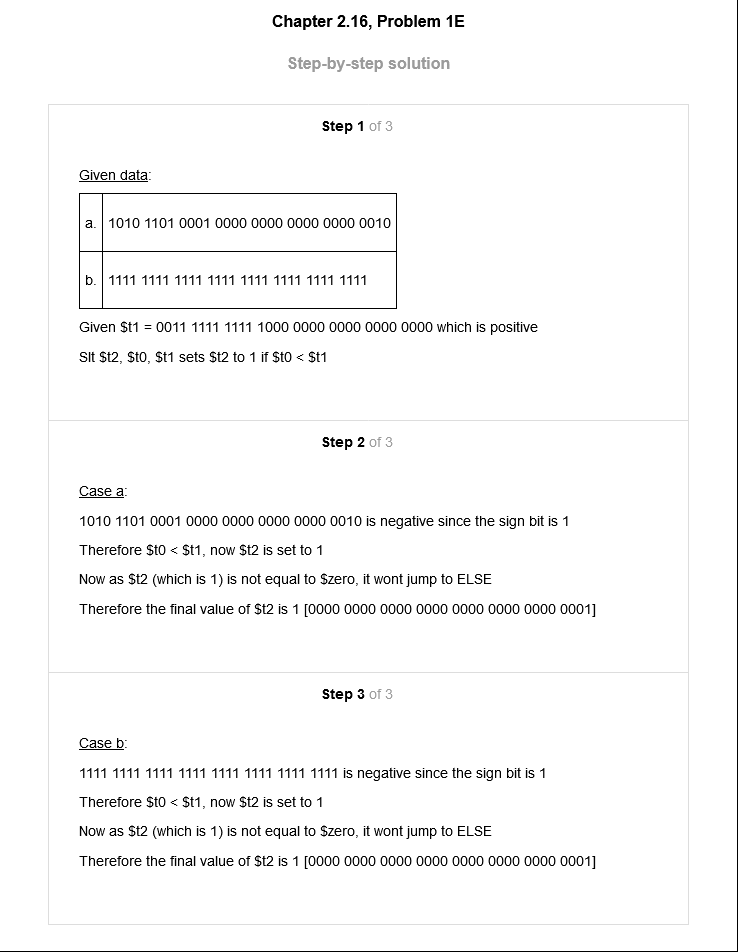 Chapter 2.16, Problem 1E
Step-by-step solution
Step 1 of 3
Given data:
a. 1010 1101 0001 0000 0000 0000 0000 0010
b. 1111 1111 1111 1111 1111 1111 1111 1111
Given $t1 = 0011 1111 1111 1000 0000 0000 0000 0000 which is positive
Slt $t2, $t0, $t1 sets $t2 to 1 if $t0 < $t1
Step 2 of 3
Case a:
1010 1101 0001 0000 0000 0000 0000 0010 is negative since the sign bit is 1
Therefore $t0 < $t1, now $t2 is set to 1
Now as $t2 (which is 1) is not equal to $zero, it wont jump to ELSE
Therefore the final value of $t2 is 1 [0000 0000 0000 0000 0000 0000 0000 0001]
Step 3 of 3
Case b:
1111 1111 1111 1111 1111 1111 1111 1111 is negative since the sign bit is 1
Therefore $t0 < $t1, now $t2 is set to 1
Now as $t2 (which is 1) is not equal to $zero, it wont jump to ELSE
Therefore the final value of $t2 is 1 [0000 0000 0000 0000 0000 0000 0000 0001]